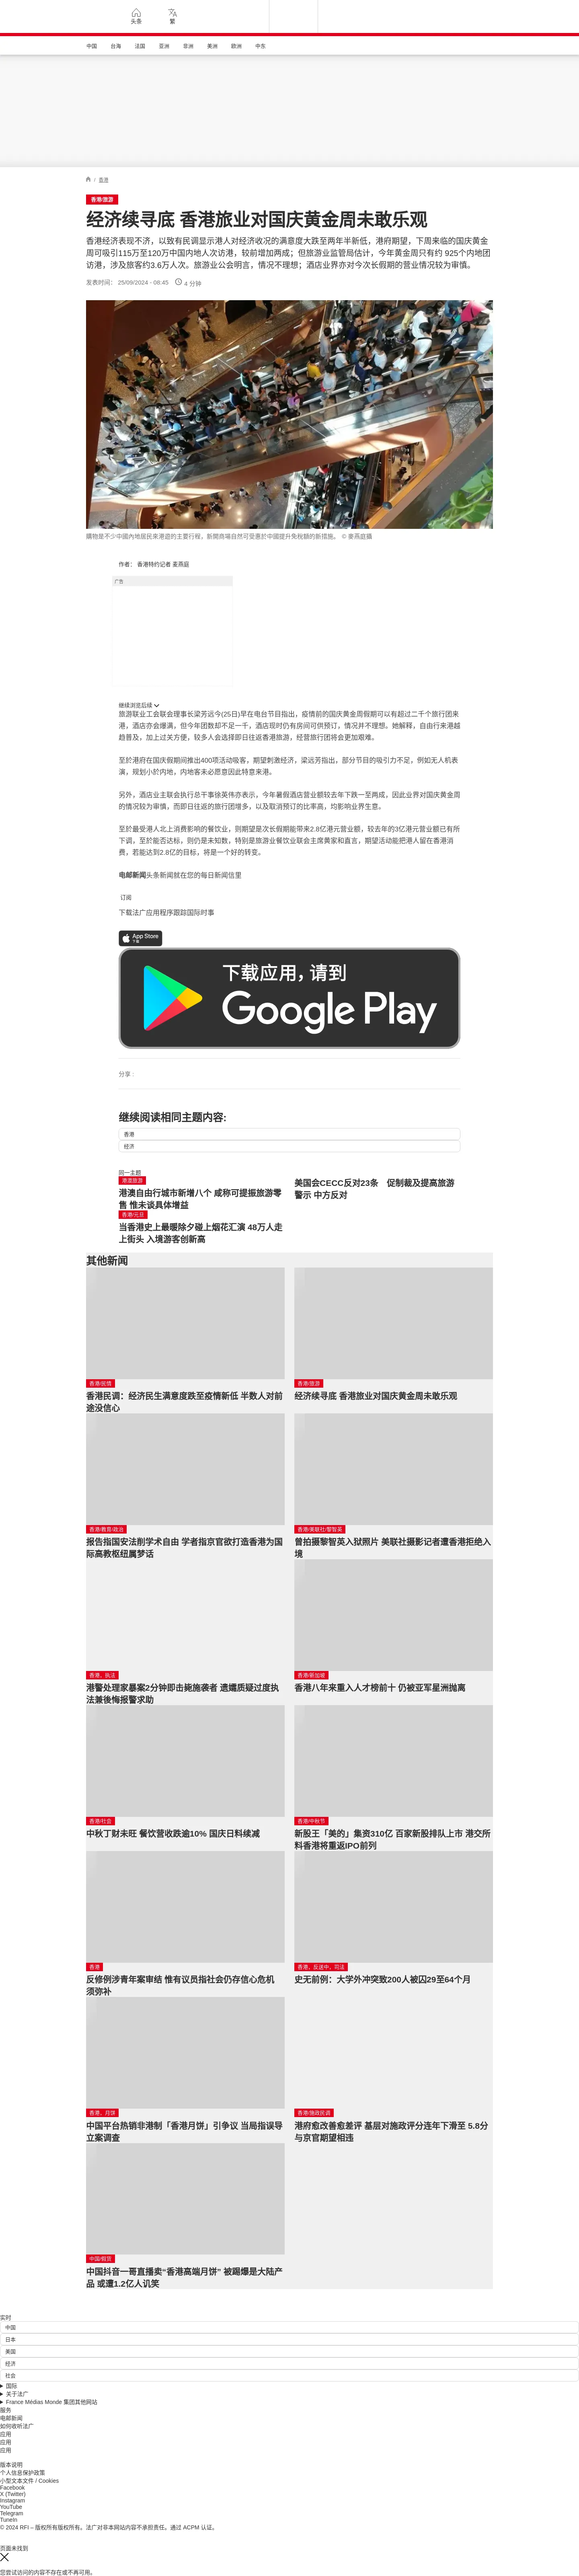 头条
繁
中国
台海
法国
亚洲
非洲
美洲
欧洲
中东
/ 首港
香港/旅游
经济续寻底 香港旅业对国庆黄金周未敢乐观
香港经济表现不济，以致有民调显示港人对经济收况的满意度大跌至两年半新低，港府期望，下周来临的国庆黄金
周可吸引115万至120万中国内地人次访港，较前增加两成；但旅游业监管局估计，今年黄金周只有约 925个内地团
访港，涉及旅客约3.6万人次。旅游业公会明言，情况不理想；酒店业界亦对今次长假期的营业情况较为审慎。
发表时间： 25/09/2024 - 08:45
4 分钟
購物是不少中國內地居民來港遊的主要行程，新開商場自然可受惠於中國提升免稅額的新措施。 © 麥燕庭攝
作者： 香港特约记者 麦燕庭
广告
继续浏览后续
旅游联业工会联会理事长梁芳远今(25日)早在电台节目指出，疫情前的国庆黄金周假期可以有超过二千个旅行团来
港，酒店亦会爆满，但今年团数却不足一千，酒店现时仍有房间可供预订，情况并不理想。她解释，自由行来港越
趋普及，加上过关方便，较多人会选择即日往返香港旅游，经营旅行团将会更加艰难。
至於港府在国庆假期间推出400项活动吸客，期望刺激经济，梁远芳指出，部分节目的吸引力不足，例如无人机表
演，规划小於内地，内地客未必愿意因此特意来港。
另外，酒店业主联会执行总干事徐英伟亦表示，今年暑假酒店营业额较去年下跌一至两成，因此业界对国庆黄金周
的情况较为审慎，而即日往返的旅行团增多，以及取消预订的比率高，均影响业界生意。
至於最受港人北上消费影响的餐饮业，则期望是次长假期能带来2.8亿港元营业额，较去年的3亿港元营业额已有所
下调，至於能否达标，则仍是未知数，特别是旅游业餐饮业联会主席黄家和直言，期望活动能把港人留在香港消
费，若能达到2.8亿的目标，将是一个好的转变。
电邮新闻头条新闻就在您的每日新闻信里
订阅
下载法广应用程序跟踪国际时事
App Store
下载
下载应用，请到
Google Play
分享 :
继续阅读相同主题内容:
香港
经济
同一主题
港澳旅游
港澳自由行城市新增八个 咸称可提振旅游零
售 惟未谈具体增益
美国会CECC反对23条　促制裁及提高旅游
警示 中方反对
香港/元旦
当香港史上最暖除夕碰上烟花汇演 48万人走
上街头 入境游客创新高
其他新闻
香港/民情
香港民调：经济民生满意度跌至疫情新低 半数人对前
途没信心
香港/旅游
经济续寻底 香港旅业对国庆黄金周未敢乐观
香港/教育/政治
报告指国安法削学术自由 学者指京官欲打造香港为国
际高教枢纽属梦话
香港/美联社/黎智英
曾拍摄黎智英入狱照片 美联社摄影记者遭香港拒绝入
境
香港，执法
港警处理家暴案2分钟即击毙施袭者 遗孀质疑过度执
法兼後悔报警求助
香港/新加坡
香港八年来重入人才榜前十 仍被亚军星洲抛离
香港/社会
中秋丁财未旺 餐饮营收跌逾10% 国庆日料续减
香港/中秋节
新股王「美的」集资310亿 百家新股排队上市 港交所
料香港将重返IPO前列
香港
反修例涉青年案审结 惟有议员指社会仍存信心危机
须弥补
香港，反送中，司法
史无前例：大学外冲突致200人被囚29至64个月
香港，月饼
中国平台热销非港制「香港月饼」引争议 当局指误导
立案调查
香港/施政民调
港府愈改善愈差评 基层对施政评分连年下滑至 5.8分
与京官期望相违
中国/假货
中国抖音一哥直播卖“香港高端月饼” 被踢爆是大陆产
品 或遭1.2亿人讥笑
实时
中国
日本
美国
经济
社会
国际
关于法广
France Médias Monde 集团其他网站
服务
电邮新闻
如何收听法广
应用
应用
应用
版本说明
个人信息保护政策
小型文本文件 / Cookies
Facebook
X (Twitter)
Instagram
YouTube
Telegram
TuneIn
© 2024 RFI – 版权所有版权所有。法广对非本网站内容不承担责任。通过 ACPM 认证。
页面未找到
您尝试访问的内容不存在或不再可用。